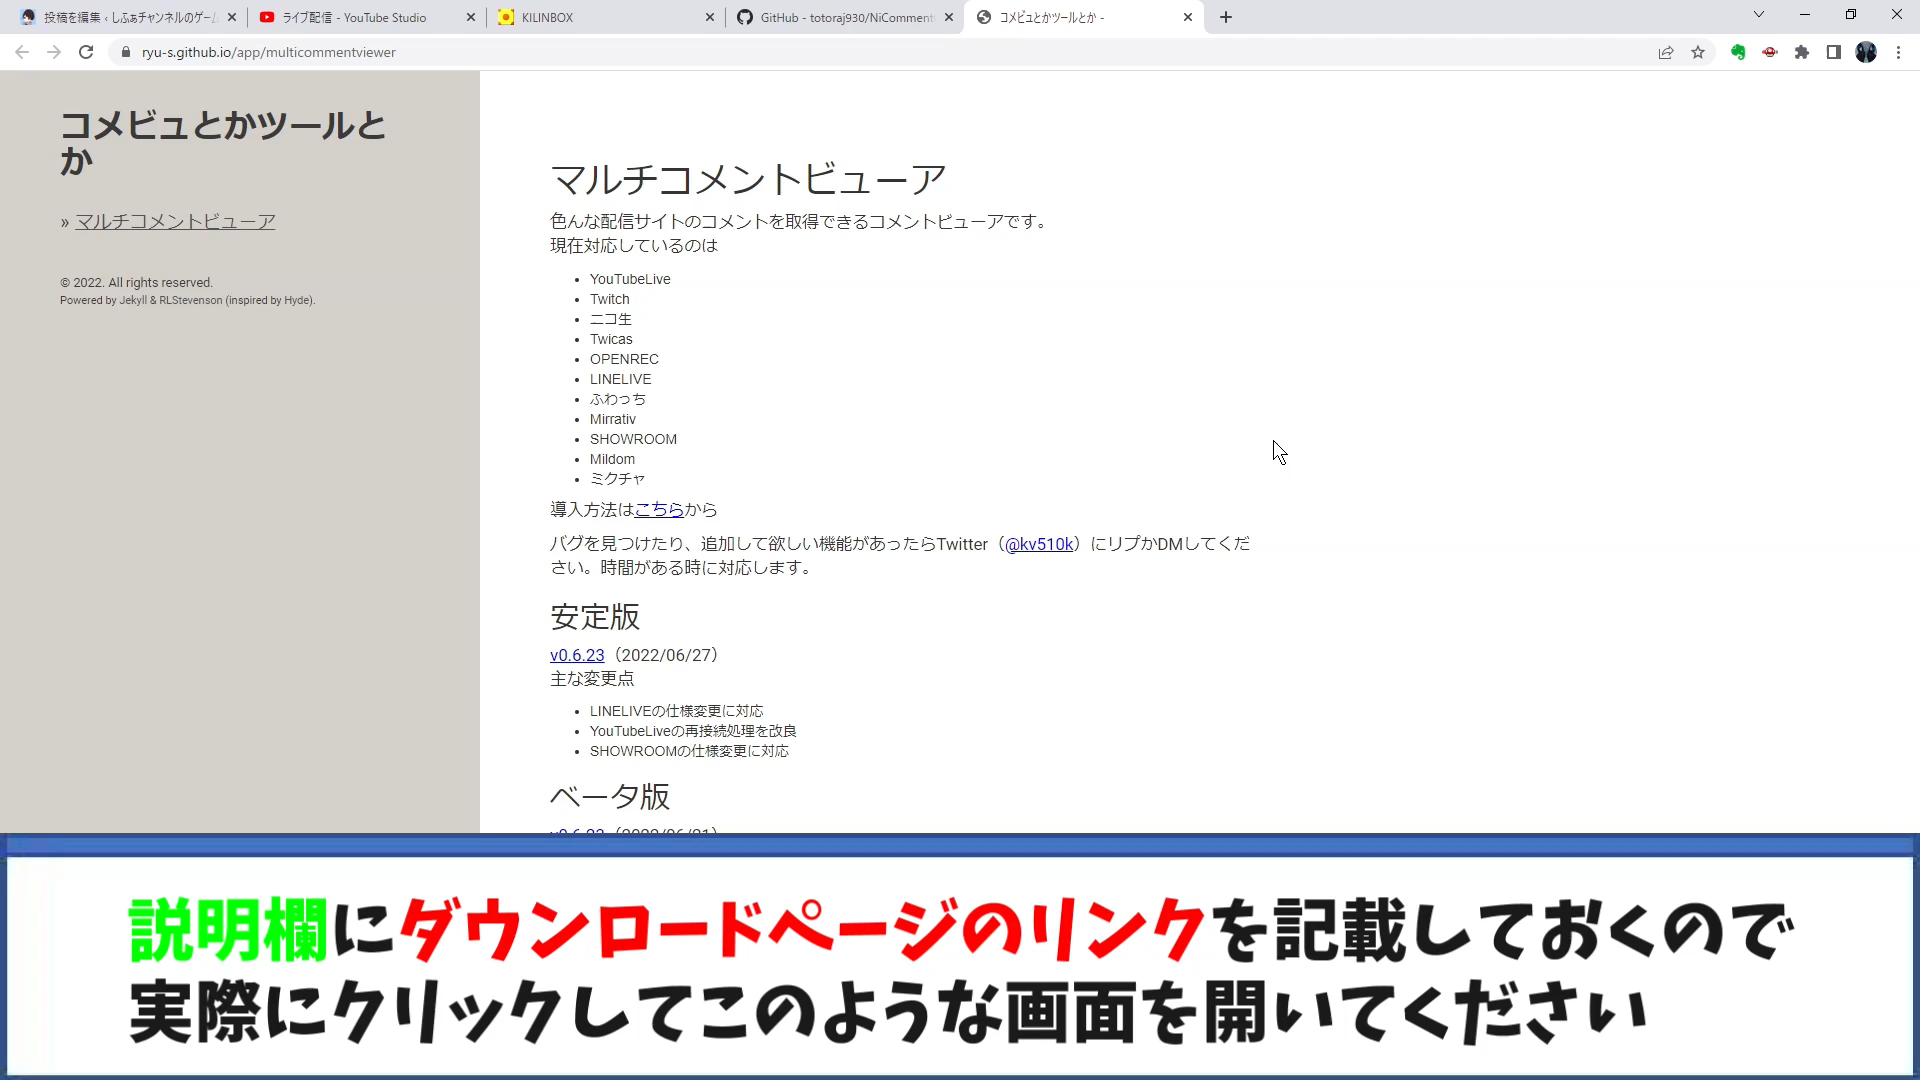 投稿を編集 ‹ しふぁチャンネルのゲーム
ライブ配信 - YouTube Studio
KILINBOX
GitHub - totoraj930/NiComment
コメビュとかツールとか -
ryu-s.github.io/app/multicommentviewer
コメビュとかツールと
か
» マルチコメントビューア
© 2022. All rights reserved.
Powered by Jekyll & RLStevenson (inspired by Hyde).
マルチコメントビューア
色んな配信サイトのコメントを取得できるコメントビューアです。
現在対応しているのは
• YouTubeLive
• Twitch
• ニコ生
• Twicas
• OPENREC
• LINELIVE
• ふわっち
• Mirrativ
• SHOWROOM
• Mildom
• ミクチャ
導入方法はこちらから
バグを見つけたり、追加して欲しい機能があったらTwitter（@kv510k）にリプかDMしてくだ
さい。時間がある時に対応します。
安定版
v0.6.23（2022/06/27）
主な変更点
• LINELIVEの仕様変更に対応
• YouTubeLiveの再接続処理を改良
• SHOWROOMの仕様変更に対応
ベータ版
説明欄にダウンロードページのリンクを記載しておくので
実際にクリックしてこのような画面を開いてください